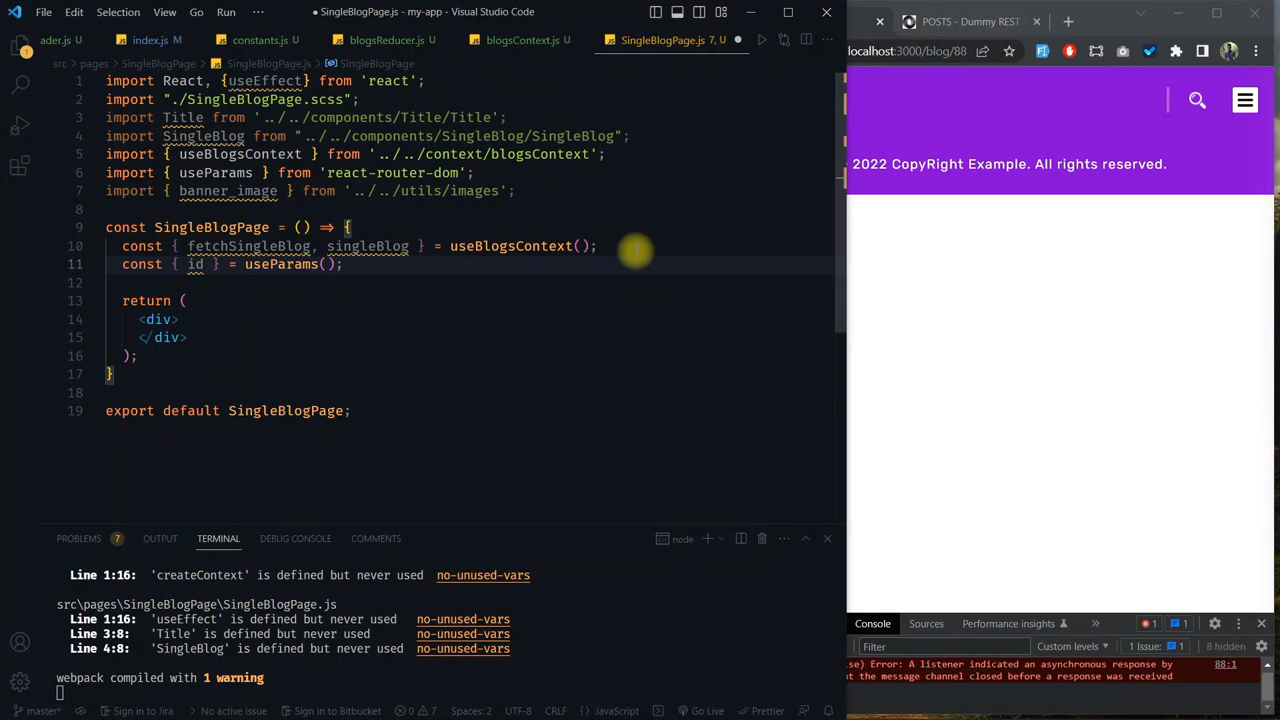 File Edit Selection View Go Run ··· ● SingleBlogPage.js - my-app - Visual Studio Code
ader.js U index.js M constants.js U blogsReducer.js U blogsContext.js U SingleBlogPage.js 7, U ●
src > pages > SingleBlogPage > SingleBlogPage.js > SingleBlogPage
1 import React, {useEffect} from 'react';
2 import "./SingleBlogPage.scss";
3 import Title from '../../components/Title/Title';
4 import SingleBlog from "../../components/SingleBlog/SingleBlog";
5 import { useBlogsContext } from '../../context/blogsContext';
6 import { useParams } from 'react-router-dom';
7 import { banner_image } from '../../utils/images';
8
9 const SingleBlogPage = () => {
10 const { fetchSingleBlog, singleBlog } = useBlogsContext();
11 const { id } = useParams();
12
13 return (
14 <div>
15 </div>
16 );
17 }
18
19 export default SingleBlogPage;
PROBLEMS 7 OUTPUT TERMINAL DEBUG CONSOLE COMMENTS node
Line 1:16: 'createContext' is defined but never used no-unused-vars
src\pages\SingleBlogPage\SingleBlogPage.js
Line 1:16: 'useEffect' is defined but never used no-unused-vars
Line 3:8: 'Title' is defined but never used no-unused-vars
Line 4:8: 'SingleBlog' is defined but never used no-unused-vars
webpack compiled with 1 warning
master* Sign in to Jira No active issue Sign in to Bitbucket 0 7 Spaces: 2 UTF-8 CRLF JavaScript Go Live Prettier
POSTS - Dummy REST
localhost:3000/blog/88
2022 CopyRight Example. All rights reserved.
Console Sources Performance insights 1 1
Filter Custom levels 1 Issue: 1 8 hidden
se) Error: A listener indicated an asynchronous response by 88:1
ut the message channel closed before a response was received